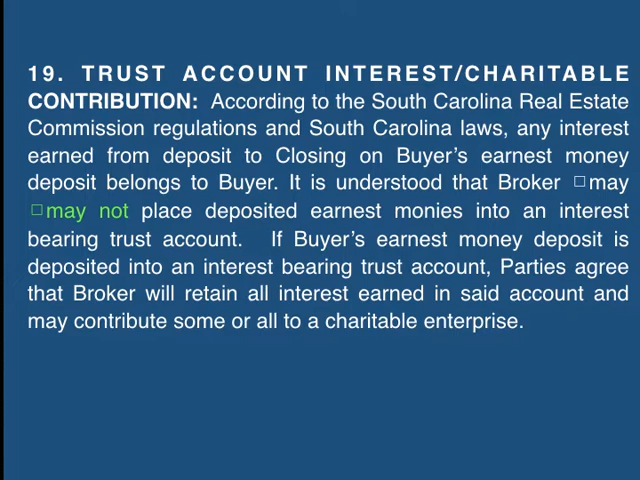 19. TRUST ACCOUNT INTEREST/CHARITABLE
CONTRIBUTION: According to the South Carolina Real Estate
Commission regulations and South Carolina laws, any interest
earned from deposit to Closing on Buyer’s earnest money
deposit belongs to Buyer. It is understood that Broker □may
□may not place deposited earnest monies into an interest
bearing trust account. If Buyer’s earnest money deposit is
deposited into an interest bearing trust account, Parties agree
that Broker will retain all interest earned in said account and
may contribute some or all to a charitable enterprise.